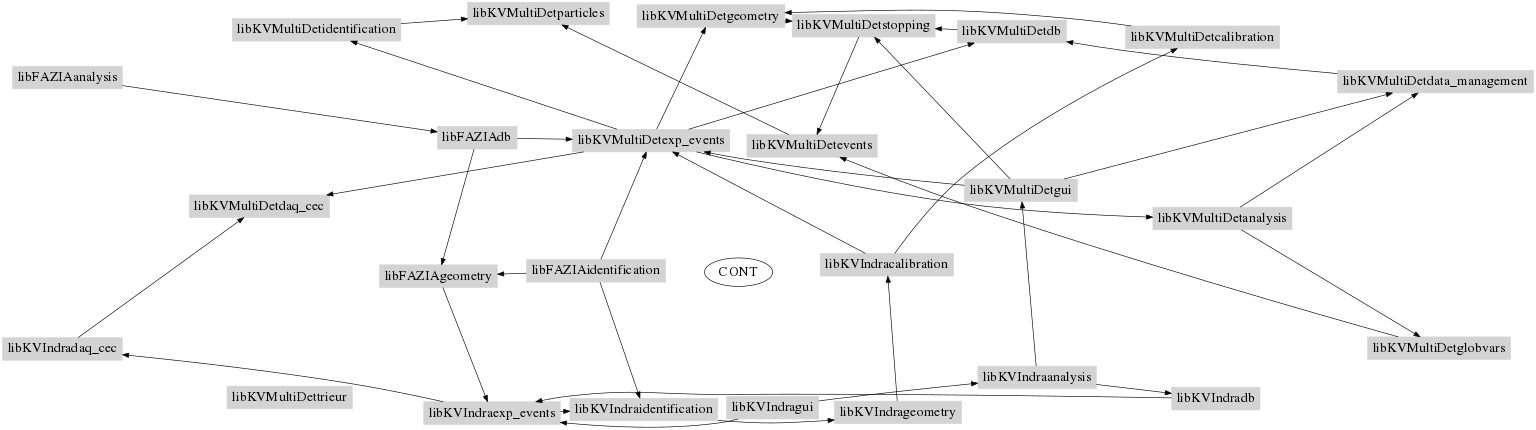 libKVMultiDetparticles
libKVMultiDetgeometry
libKVMultiDetidentification
libKVMultiDetstopping
libKVMultiDetdb
libKVMultiDetcalibration
libFAZIAanalysis
libKVMultiDetdata_management
libFAZIAdb
libKVMultiDetexp_events
libKVMultiDetevents
libKVMultiDetgui
libKVMultiDetdaq_cec
libKVMultiDetanalysis
libFAZIAgeometry
libFAZIAidentification
CONT
libKVIndracalibration
libKVIndradaq_cec
libKVMultiDetglobvars
libKVIndraanalysis
libKVMultiDettrieur
libKVIndradb
libKVIndraexp_events
libKVIndraidentification
libKVIndragui
libKVIndrageometry